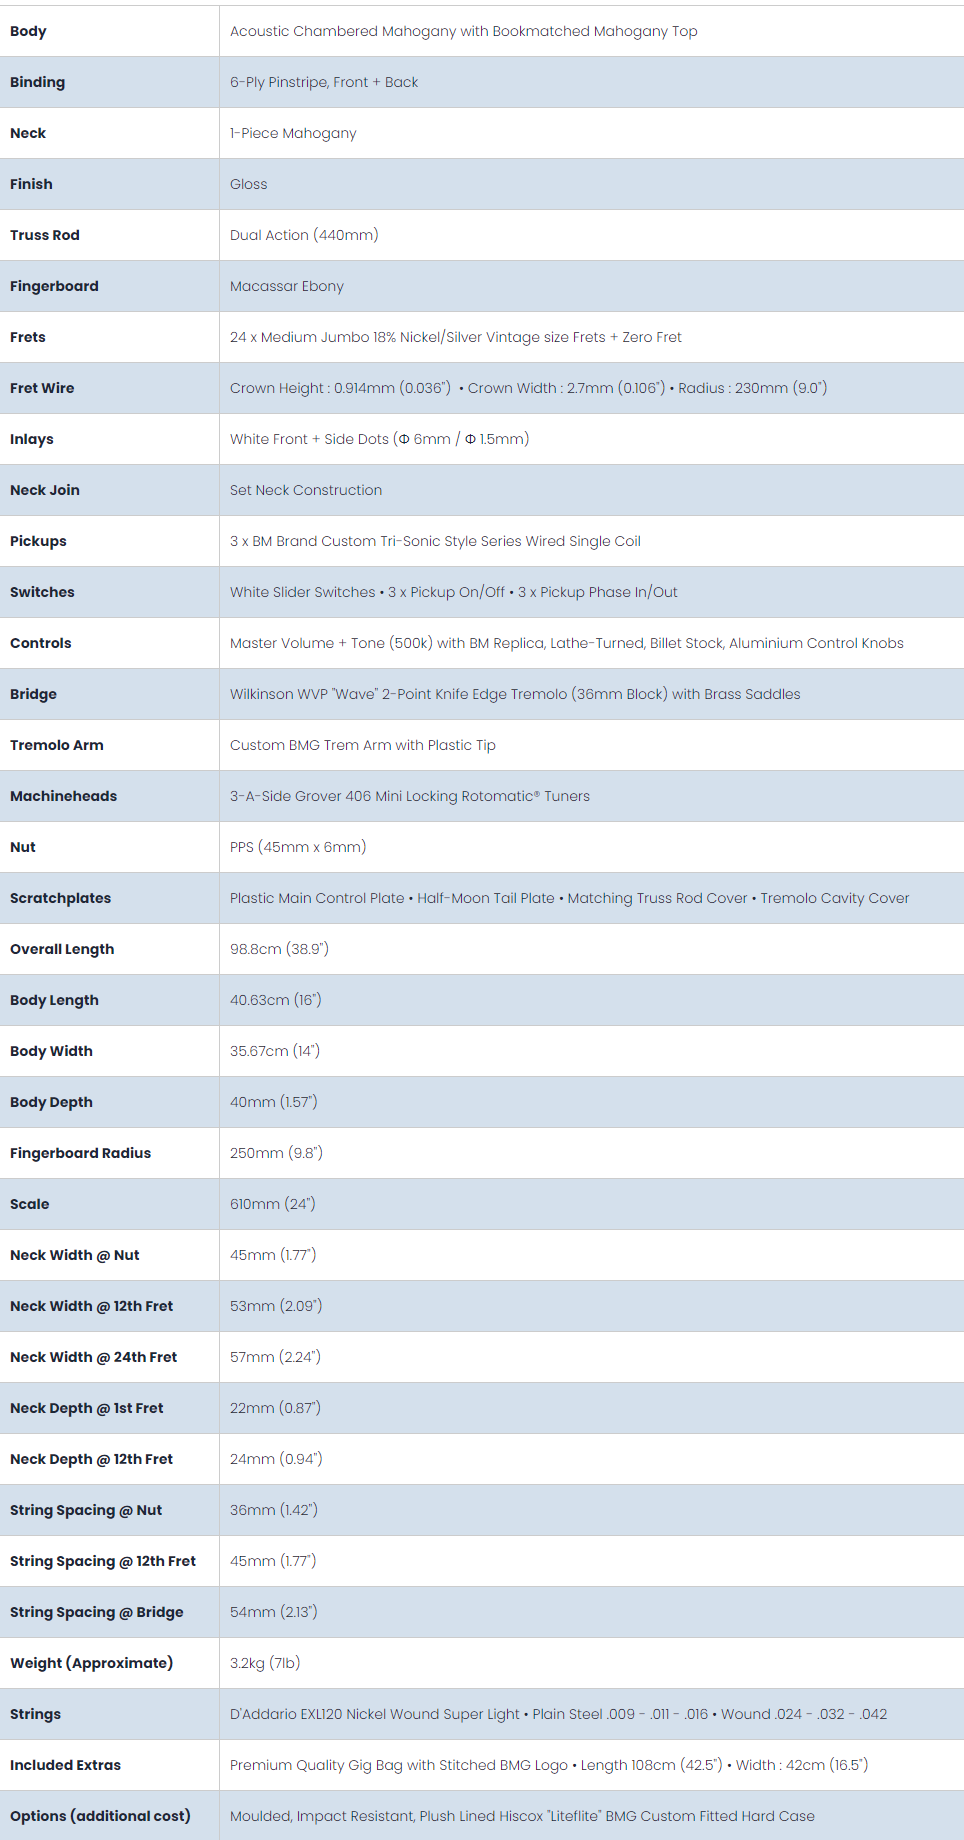 Body Acoustic Chambered Mahogany with Bookmatched Mahogany Top
Binding 6-Ply Pinstripe, Front + Back
Neck 1-Piece Mahogany
Finish Gloss
Truss Rod Dual Action (440mm)
Fingerboard Macassar Ebony
Frets 24 x Medium Jumbo 18% Nickel/Silver Vintage size Frets + Zero Fret
Fret Wire Crown Height : 0.914mm (0.036") • Crown Width : 2.7mm (0.106") • Radius : 230mm (9.0")
Inlays White Front + Side Dots (Φ 6mm / Φ 1.5mm)
Neck Join Set Neck Construction
Pickups 3 x BM Brand Custom Tri-Sonic Style Series Wired Single Coil
Switches White Slider Switches • 3 x Pickup On/Off • 3 x Pickup Phase In/Out
Controls Master Volume + Tone (500k) with BM Replica, Lathe-Turned, Billet Stock, Aluminium Control Knobs
Bridge Wilkinson WVP "Wave" 2-Point Knife Edge Tremolo (36mm Block) with Brass Saddles
Tremolo Arm Custom BMG Trem Arm with Plastic Tip
Machineheads 3-A-Side Grover 406 Mini Locking Rotomatic® Tuners
Nut PPS (45mm x 6mm)
Scratchplates Plastic Main Control Plate • Half-Moon Tail Plate • Matching Truss Rod Cover • Tremolo Cavity Cover
Overall Length 98.8cm (38.9")
Body Length 40.63cm (16")
Body Width 35.67cm (14")
Body Depth 40mm (1.57")
Fingerboard Radius 250mm (9.8")
Scale 610mm (24")
Neck Width @ Nut 45mm (1.77")
Neck Width @ 12th Fret 53mm (2.09")
Neck Width @ 24th Fret 57mm (2.24")
Neck Depth @ 1st Fret 22mm (0.87")
Neck Depth @ 12th Fret 24mm (0.94")
String Spacing @ Nut 36mm (1.42")
String Spacing @ 12th Fret 45mm (1.77")
String Spacing @ Bridge 54mm (2.13")
Weight (Approximate) 3.2kg (7lb)
Strings D'Addario EXL120 Nickel Wound Super Light • Plain Steel .009 - .011 - .016 • Wound .024 - .032 - .042
Included Extras Premium Quality Gig Bag with Stitched BMG Logo • Length 108cm (42.5") • Width : 42cm (16.5")
Options (additional cost) Moulded, Impact Resistant, Plush Lined Hiscox "Liteflite" BMG Custom Fitted Hard Case